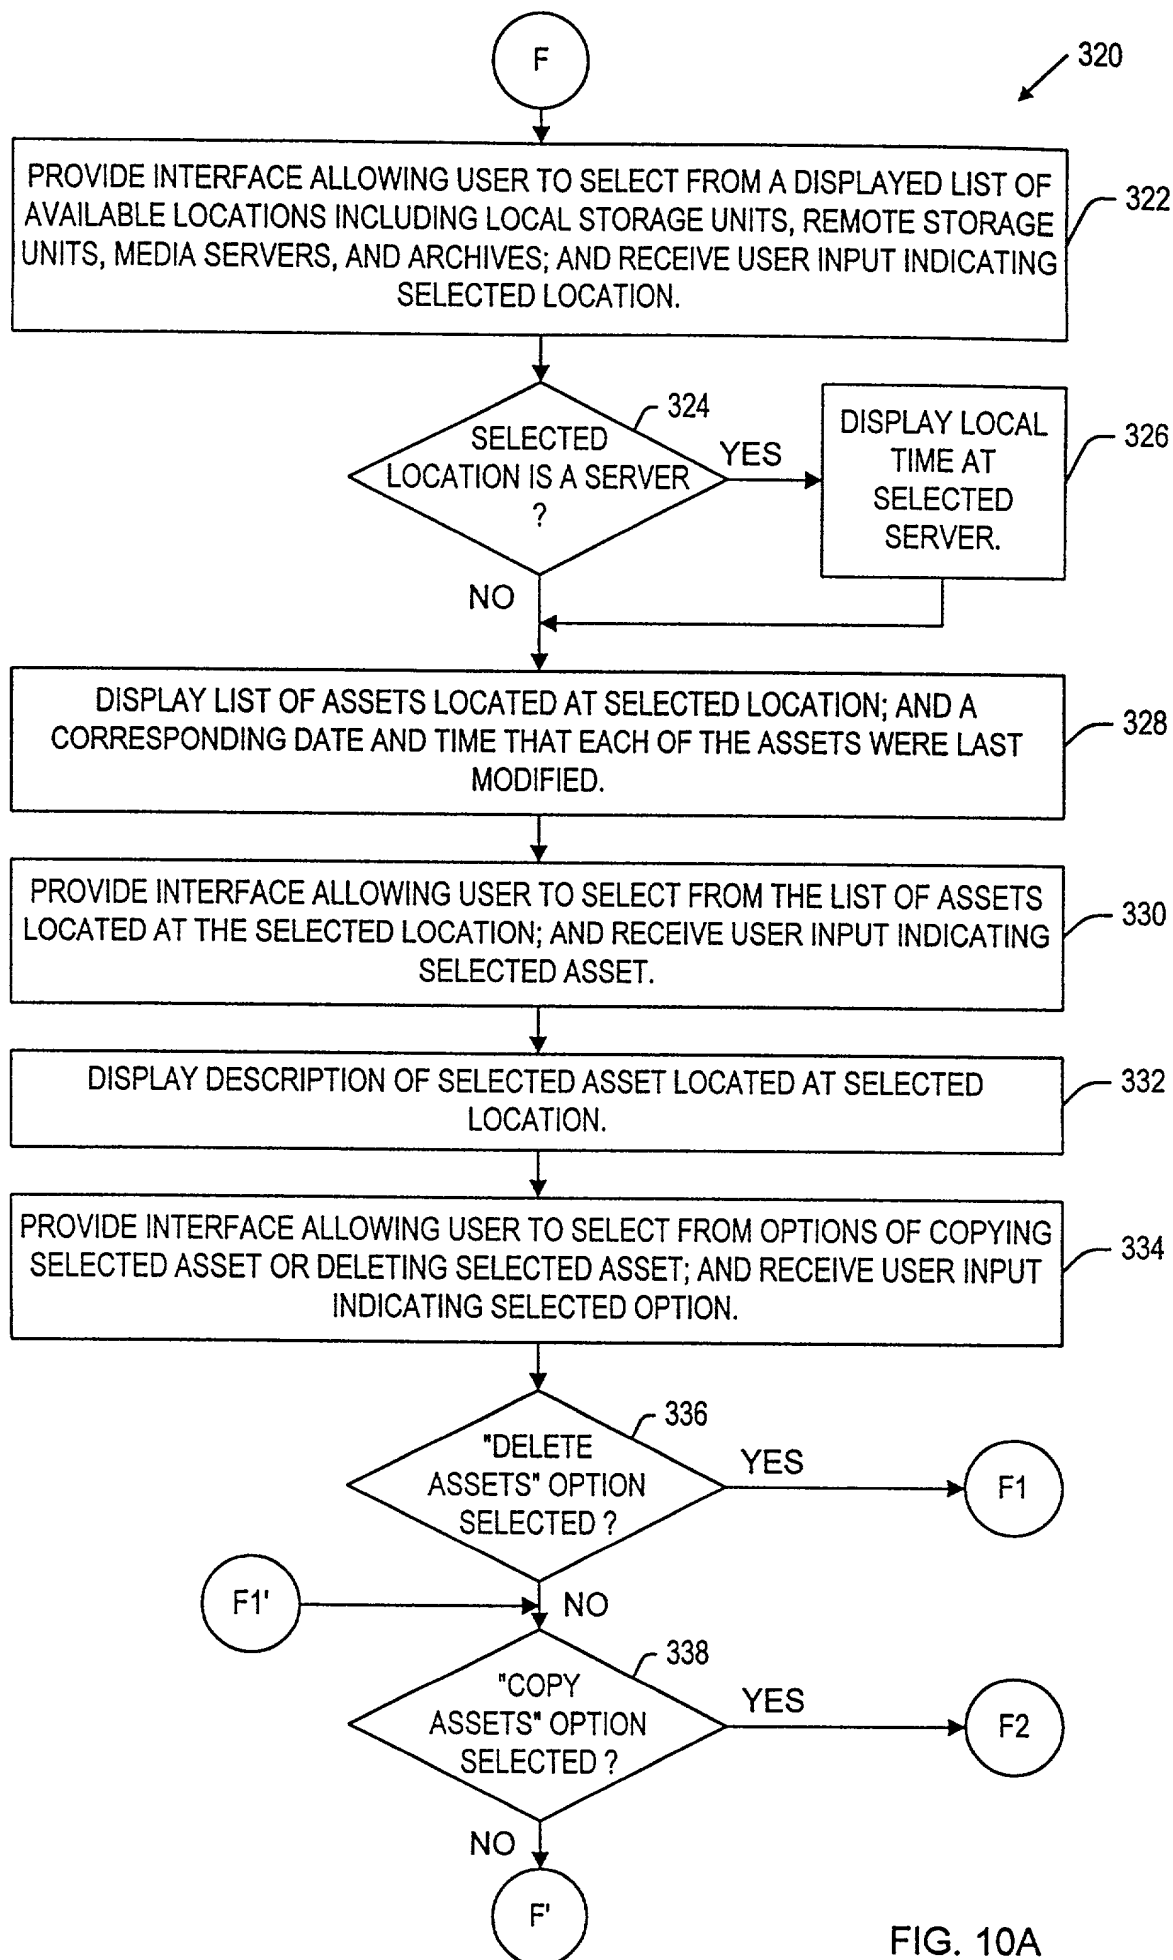 F
320
PROVIDE INTERFACE ALLOWING USER TO SELECT FROM A DISPLAYED LIST OF
AVAILABLE LOCATIONS INCLUDING LOCAL STORAGE UNITS, REMOTE STORAGE
UNITS, MEDIA SERVERS, AND ARCHIVES; AND RECEIVE USER INPUT INDICATING
SELECTED LOCATION.
322
324
SELECTED
LOCATION IS A SERVER
?
YES
DISPLAY LOCAL
TIME AT
SELECTED
SERVER.
326
NO
DISPLAY LIST OF ASSETS LOCATED AT SELECTED LOCATION; AND A
CORRESPONDING DATE AND TIME THAT EACH OF THE ASSETS WERE LAST
MODIFIED.
328
PROVIDE INTERFACE ALLOWING USER TO SELECT FROM THE LIST OF ASSETS
LOCATED AT THE SELECTED LOCATION; AND RECEIVE USER INPUT INDICATING
SELECTED ASSET.
330
DISPLAY DESCRIPTION OF SELECTED ASSET LOCATED AT SELECTED
LOCATION.
332
PROVIDE INTERFACE ALLOWING USER TO SELECT FROM OPTIONS OF COPYING
SELECTED ASSET OR DELETING SELECTED ASSET; AND RECEIVE USER INPUT
INDICATING SELECTED OPTION.
334
336
"DELETE
ASSETS" OPTION
SELECTED ?
YES
F1
F1'
NO
338
"COPY
ASSETS" OPTION
SELECTED ?
YES
F2
NO
F'
FIG. 10A